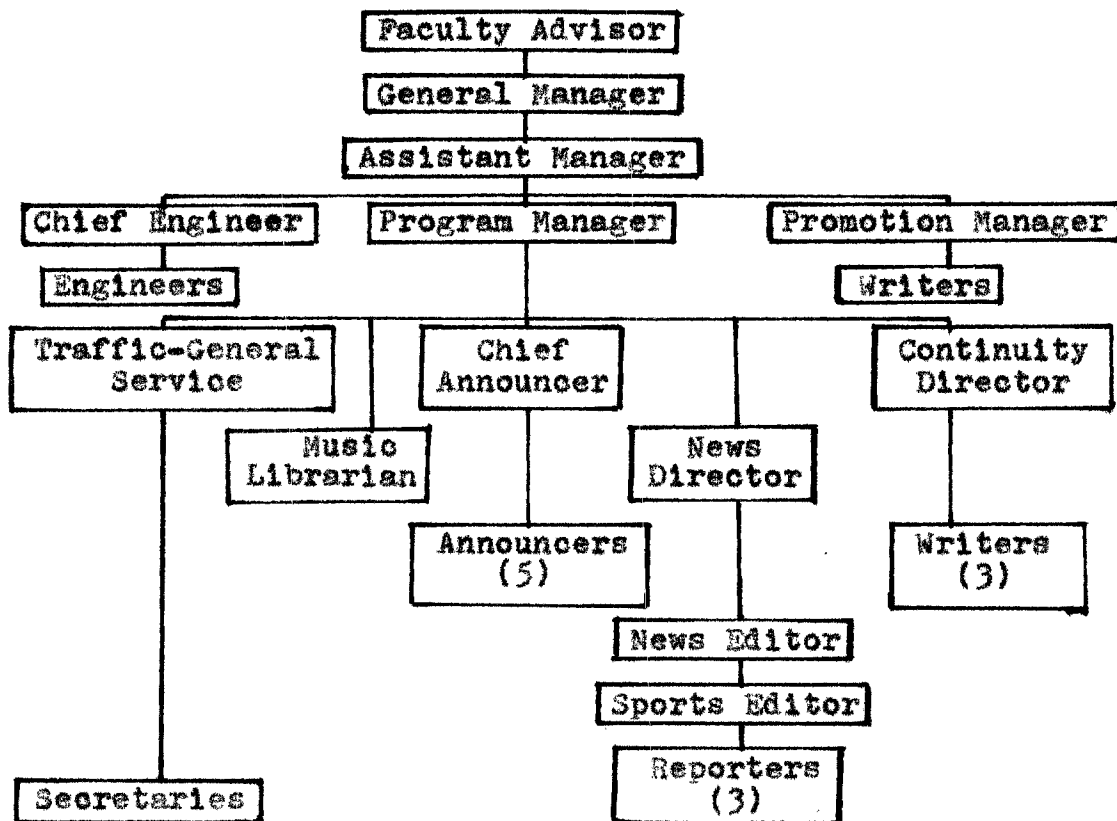 Faculty Advisor
General Manager
Assistant Manager
Chief Engineer
Program Manager
Promotion Manager
Engineers
Writers
Traffic-General
Service
Chief
Announcer
Continuity
Director
Music
Librarian
News
Director
Announcers
(5)
Writers
(3)
News Editor
Sports Editor
Reporters
(3)
Secretaries